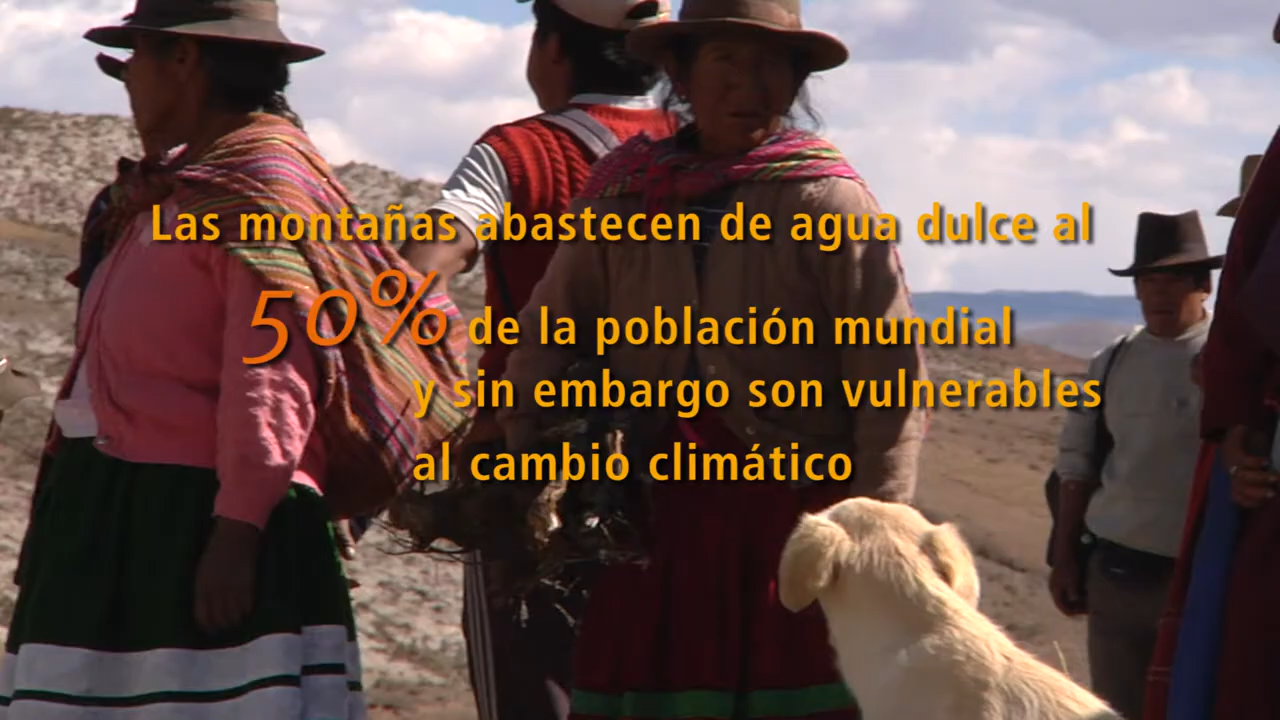 Las montañas abastecen de agua dulce al
50% de la población mundial
y sin embargo son vulnerables
al cambio climático